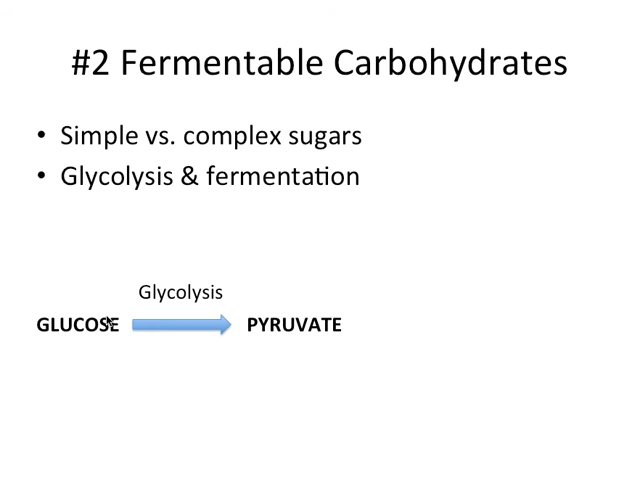 #2 Fermentable Carbohydrates
• Simple vs. complex sugars
• Glycolysis & fermentation
Glycolysis
GLUCOSE PYRUVATE